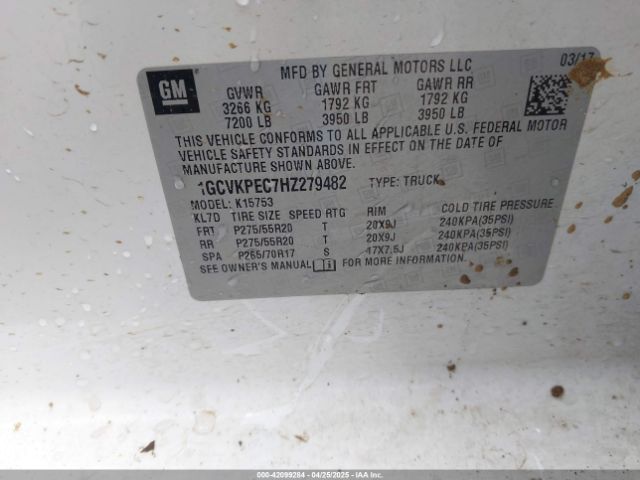 MFD BY GENERAL MOTORS LLC 03/17
GM
GVWR GAWR FRT GAWR RR
3266 KG 1792 KG 1792 KG
7200 LB 3950 LB 3950 LB
THIS VEHICLE CONFORMS TO ALL APPLICABLE U.S. FEDERAL MOTOR
VEHICLE SAFETY STANDARDS IN EFFECT ON THE DATE OF
MANUFACTURE SHOWN ABOVE.
1GCVKPEC7HZ279482 TYPE: TRUCK
MODEL: K15753
KL7D TIRE SIZE SPEED RTG RIM COLD TIRE PRESSURE
FRT P275/55R20 T 20X9J 240KPA(35PSI)
RR P275/55R20 T 20X9J 240KPA(35PSI)
SPA P265/70R17 S 17X7.5J 240KPA(35PSI)
SEE OWNER'S MANUAL FOR MORE INFORMATION
000-42099284 - 04/25/2025 - IAAI.COM